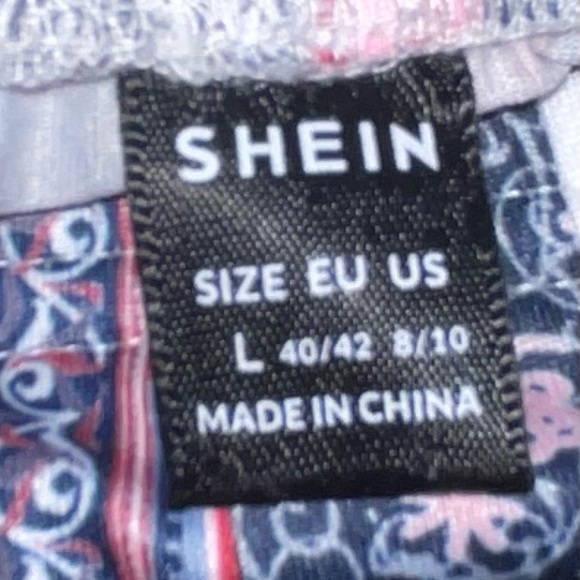 SHEIN
SIZE EU US
L 40/42 8/10
MADE IN CHINA